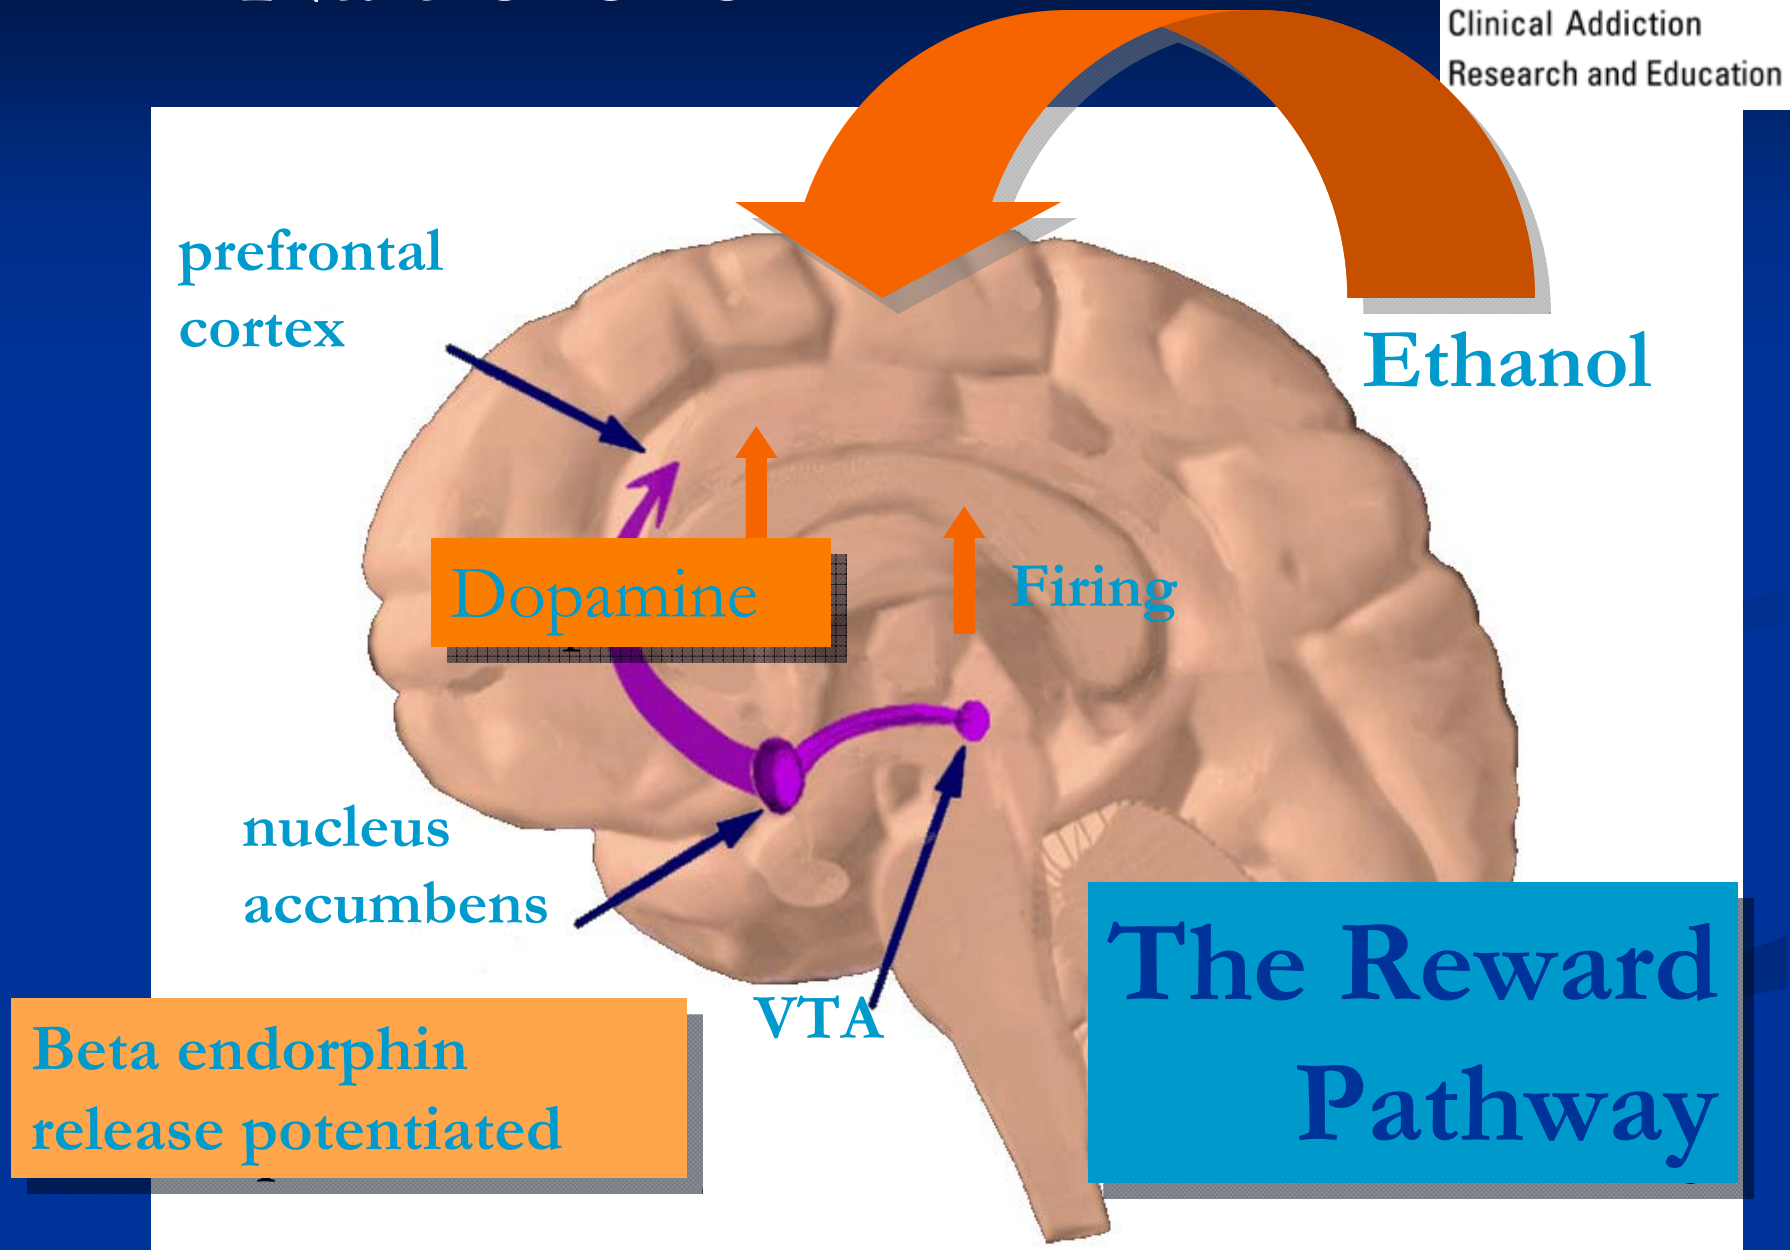 Clinical Addiction
Research and Education
prefrontal
cortex
Ethanol
Dopamine
Firing
nucleus
accumbens
VTA
The Reward
Pathway
Beta endorphin
release potentiated